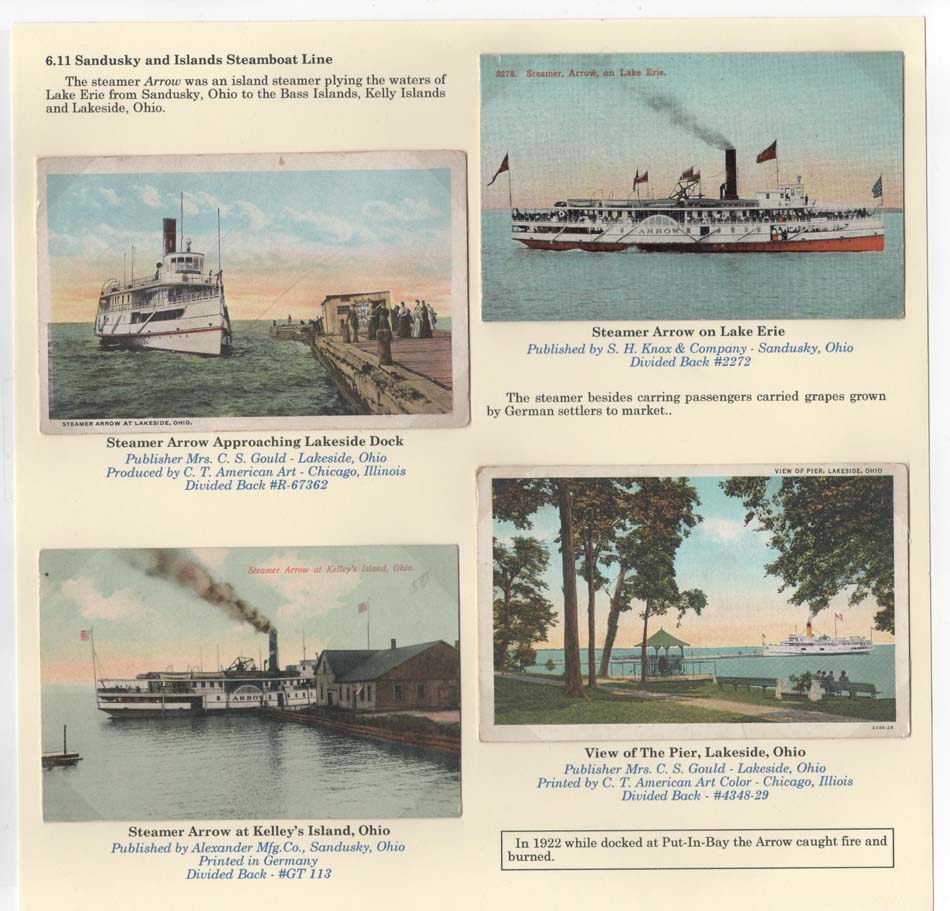 6.11 Sandusky and Islands Steamboat Line
The steamer Arrow was an island steamer plying the waters of
Lake Erie from Sandusky, Ohio to the Bass Islands, Kelly Islands
and Lakeside, Ohio.
STEAMER ARROW AT LAKESIDE, OHIO.
Steamer Arrow Approaching Lakeside Dock
Publisher Mrs. C. S. Gould - Lakeside, Ohio
Produced by C. T. American Art - Chicago, Illinois
Divided Back #R-67362
Steamer Arrow at Kelley's Island, Ohio.
ARROW
Steamer Arrow at Kelley's Island, Ohio
Published by Alexander Mfg.Co., Sandusky, Ohio
Printed in Germany
Divided Back - #GT 113
2278. Steamer, Arrow, on Lake Erie.
ARROW
Steamer Arrow on Lake Erie
Published by S. H. Knox & Company - Sandusky, Ohio
Divided Back #2272
The steamer besides carring passengers carried grapes grown
by German settlers to market..
VIEW OF PIER, LAKESIDE, OHIO
4348-29
View of The Pier, Lakeside, Ohio
Publisher Mrs. C. S. Gould - Lakeside, Ohio
Printed by C. T. American Art Color - Chicago, Illiois
Divided Back - #4348-29
In 1922 while docked at Put-In-Bay the Arrow caught fire and
burned.